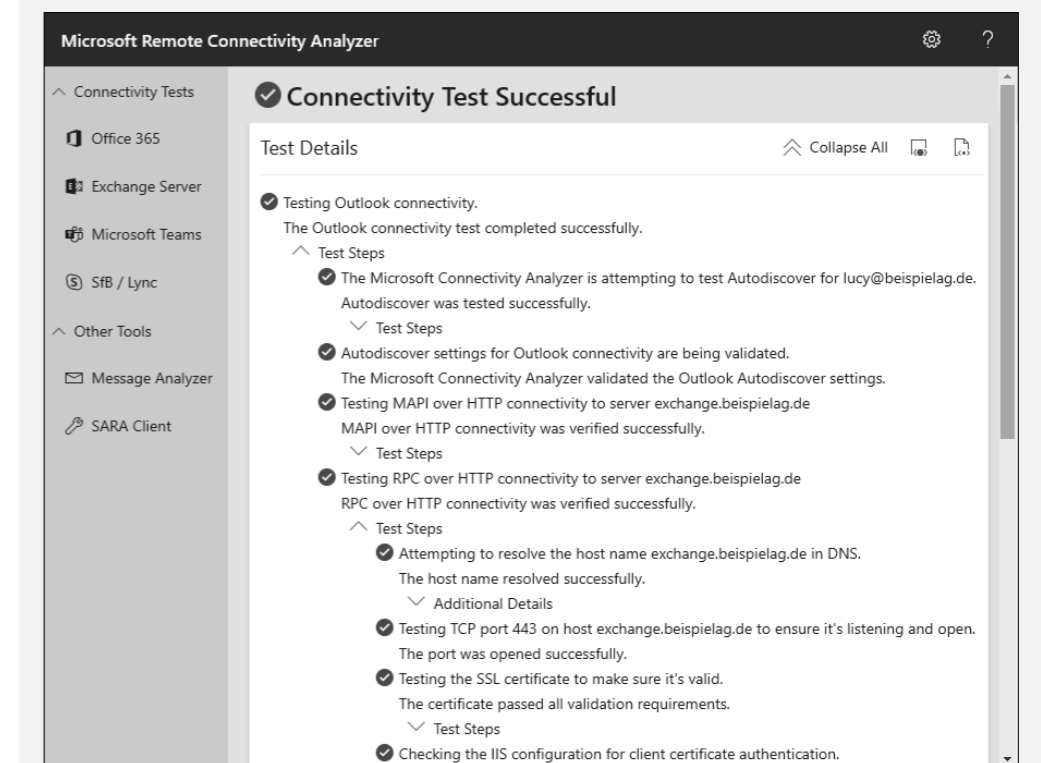 Microsoft Remote Connectivity Analyzer
?
Connectivity Tests
Office 365
Exchange Server
Microsoft Teams
SfB / Lync
Other Tools
Message Analyzer
SARA Client
Connectivity Test Successful
Test Details
Collapse All
Testing Outlook connectivity.
The Outlook connectivity test completed successfully.
Test Steps
The Microsoft Connectivity Analyzer is attempting to test Autodiscover for lucy@beispielag.de.
Autodiscover was tested successfully.
Test Steps
Autodiscover settings for Outlook connectivity are being validated.
The Microsoft Connectivity Analyzer validated the Outlook Autodiscover settings.
Testing MAPI over HTTP connectivity to server exchange.beispielag.de
MAPI over HTTP connectivity was verified successfully.
Test Steps
Testing RPC over HTTP connectivity to server exchange.beispielag.de
RPC over HTTP connectivity was verified successfully.
Test Steps
Attempting to resolve the host name exchange.beispielag.de in DNS.
The host name resolved successfully.
Additional Details
Testing TCP port 443 on host exchange.beispielag.de to ensure it's listening and open.
The port was opened successfully.
Testing the SSL certificate to make sure it's valid.
The certificate passed all validation requirements.
Test Steps
Checking the IIS configuration for client certificate authentication.